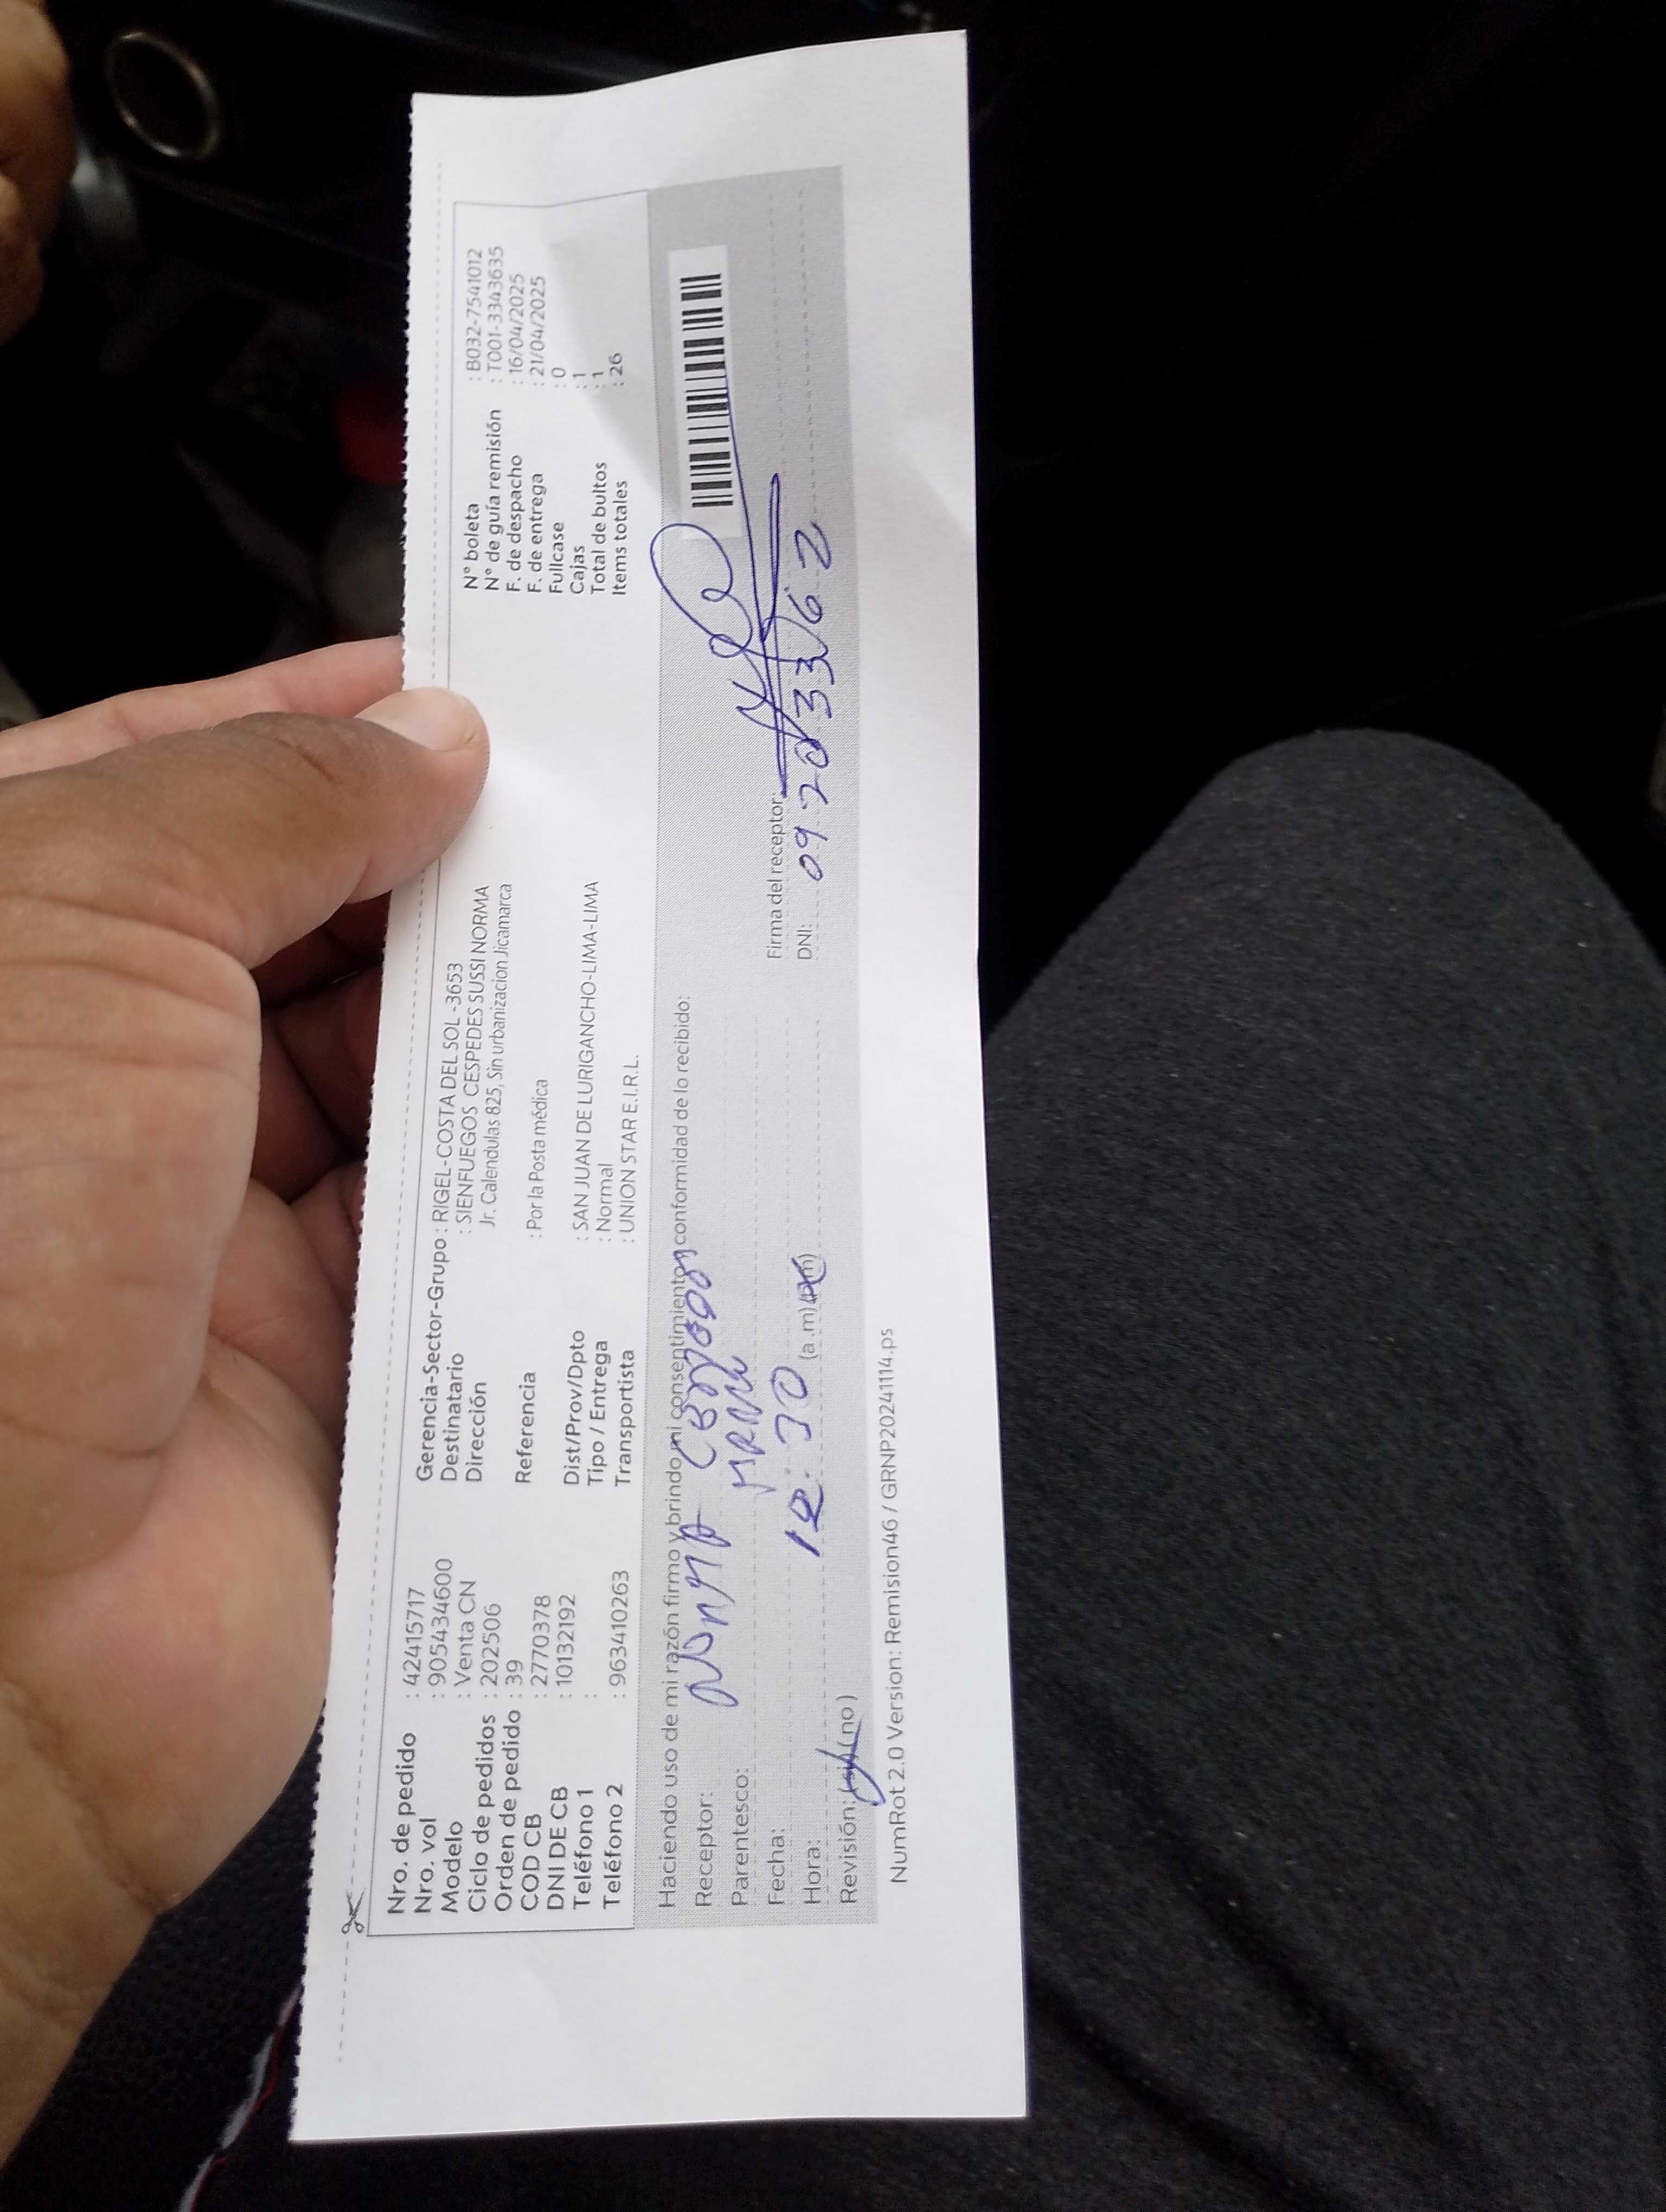 Nro. de pedido : 42415717
Nro. vol : 905434600
Modelo : Venta CN
Ciclo de pedidos : 202506
Orden de pedido : 39
COD CB : 2770378
DNI DE CB : 10132192
Teléfono 1 :
Teléfono 2 : 963410263
Gerencia-Sector-Grupo : RIGEL-COSTA DEL SOL -3653
Destinatario : SIENFUEGOS CESPEDES SUSSI NORMA
Dirección Jr. Calendulas 825, Sin urbanizacion Jicamarca
Referencia : Por la Posta médica
Dist/Prov/Dpto : SAN JUAN DE LURIGANCHO-LIMA-LIMA
Tipo / Entrega : Normal
Transportista : UNION STAR E.I.R.L.
N° boleta : B032-7541012
N° de guía remisión : T001-3343635
F. de despacho : 16/04/2025
F. de entrega : 21/04/2025
Fullcase : 0
Cajas : 1
Total de bultos : 1
Items totales : 26
Haciendo uso de mi razón firmo y brindo mi consentimiento y conformidad de lo recibido:
Receptor:
Parentesco:
Fecha:
Hora: 12:30 (a.m) (p.m)
Revisión: (si) (no)
Firma del receptor:
DNI: 09203362
NumRot 2.0 Version: Remision46 / GRNP20241114.ps